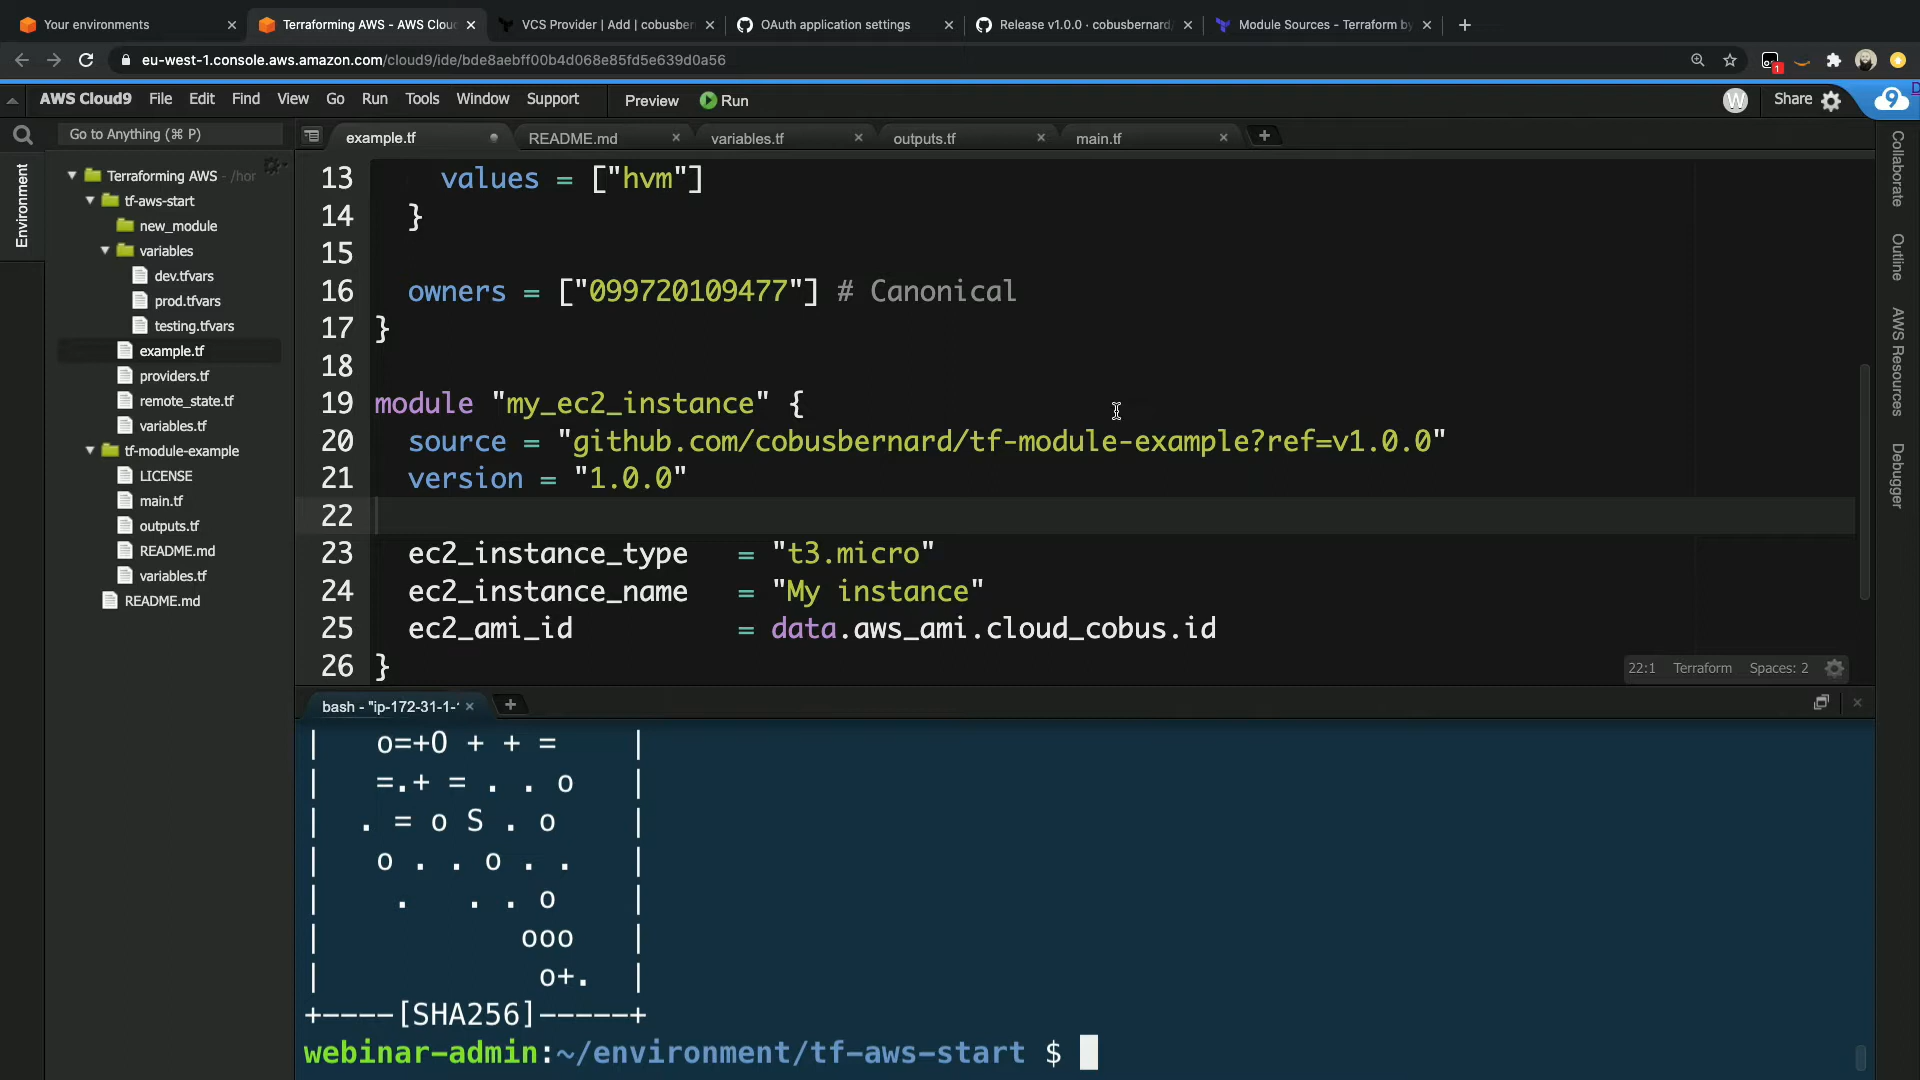 Your environments
Terraforming AWS - AWS Clou
VCS Provider | Add | cobusber
OAuth application settings
Release v1.0.0 · cobusbernard
Module Sources - Terraform by
eu-west-1.console.aws.amazon.com/cloud9/ide/bde8aebff00b4d068e85fd5e639d0a56
1
AWS Cloud9 File Edit Find View Go Run Tools Window Support Preview Run
W Share 9
Go to Anything (⌘ P)
example.tf README.md variables.tf outputs.tf main.tf
Environment
Terraforming AWS - /hor
tf-aws-start
new_module
variables
dev.tfvars
prod.tfvars
testing.tfvars
example.tf
providers.tf
remote_state.tf
variables.tf
tf-module-example
LICENSE
main.tf
outputs.tf
README.md
variables.tf
README.md
13 values = ["hvm"]
14 }
15
16 owners = ["099720109477"] # Canonical
17 }
18
19 module "my_ec2_instance" {
20 source = "github.com/cobusbernard/tf-module-example?ref=v1.0.0"
21 version = "1.0.0"
22
23 ec2_instance_type = "t3.micro"
24 ec2_instance_name = "My instance"
25 ec2_ami_id = data.aws_ami.cloud_cobus.id
26 }
22:1 Terraform Spaces: 2
Collaborate
Outline
AWS Resources
Debugger
bash - "ip-172-31-1-
| o=+O + + = |
| =.+ = . . o |
| . = o S . o |
| o . . o . . |
| . . . o |
| ooo |
| o+. |
+----[SHA256]-----+
webinar-admin:~/environment/tf-aws-start $